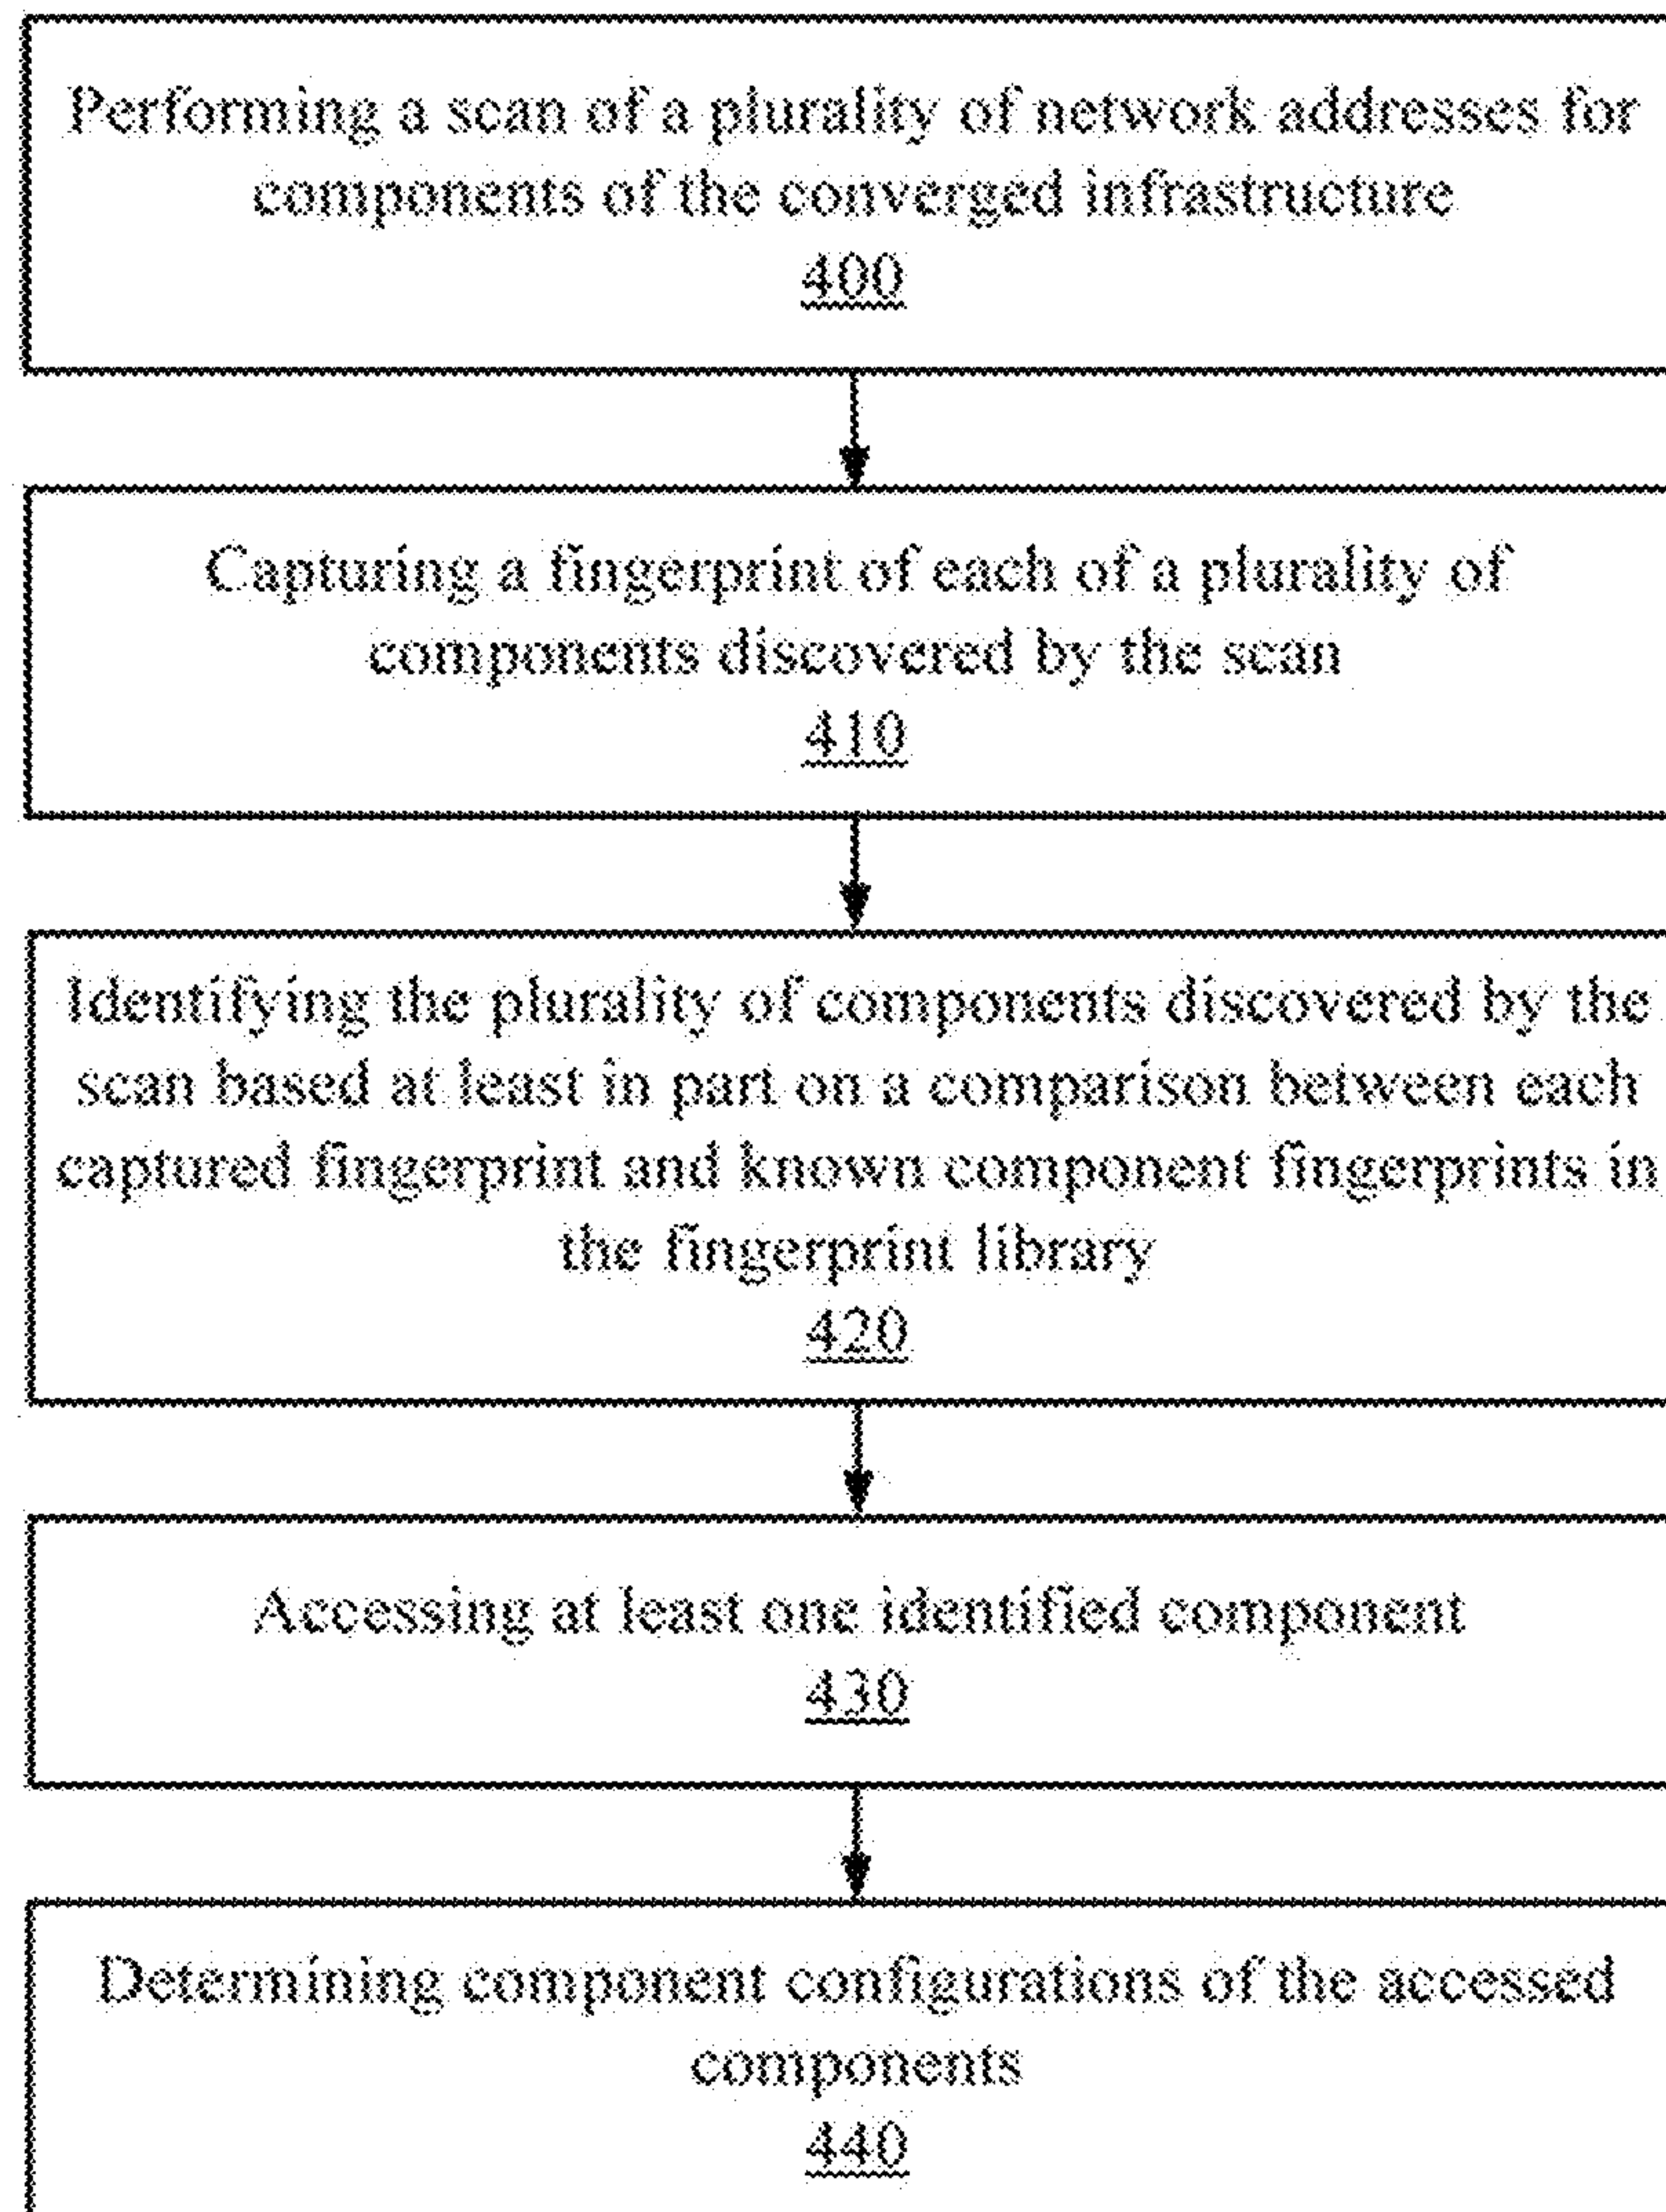 Performing a scan of a plurality of network addresses for
components of the converged infrastructure
400
Capturing a fingerprint of each of a plurality of
components discovered by the scan
410
Identifying the plurality of components discovered by the
scan based at least in part on a comparison between each
captured fingerprint and known component fingerprints in
the fingerprint library
420
Accessing at least one identified component
430
Determining component configurations of the accessed
components
440